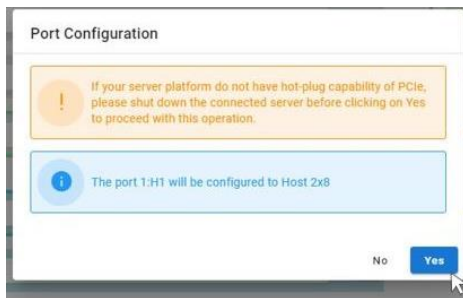 Port Configuration
!
If your server platform do not have hot-plug capability of PCIe,
please shut down the connected server before clicking on Yes
to proceed with this operation.
i
The port 1:H1 will be configured to Host 2x8
No
Yes